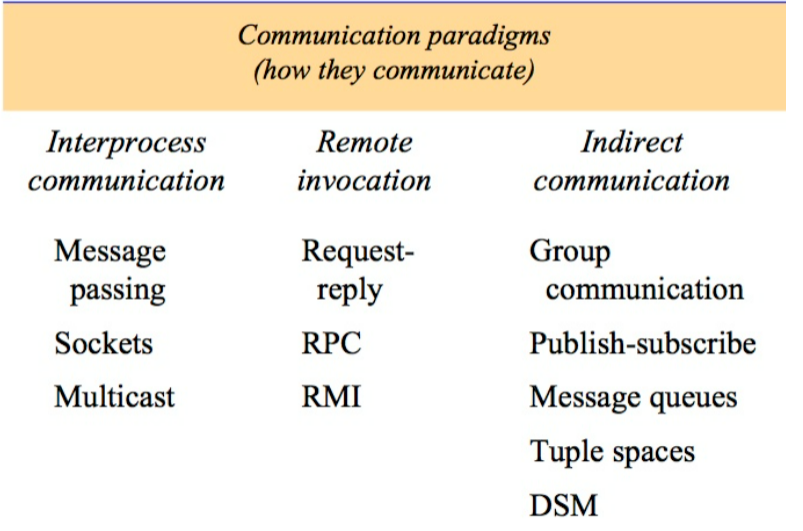 Communication paradigms
(how they communicate)
Interprocess
communication
Remote
invocation
Indirect
communication
Message
passing
Sockets
Multicast
Request-
reply
RPC
RMI
Group
communication
Publish-subscribe
Message queues
Tuple spaces
DSM